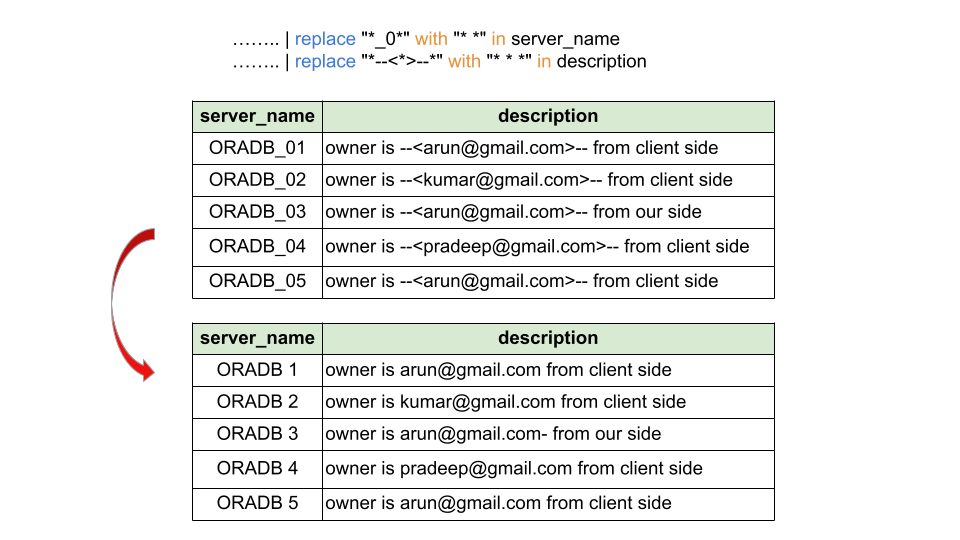 …….. | replace "*_0*" with "* *" in server_name
…….. | replace "*--<*>--*" with "* * *" in description
server_name description
ORADB_01 owner is --<arun@gmail.com>-- from client side
ORADB_02 owner is --<kumar@gmail.com>-- from client side
ORADB_03 owner is --<arun@gmail.com>-- from our side
ORADB_04 owner is --<pradeep@gmail.com>-- from client side
ORADB_05 owner is --<arun@gmail.com>-- from client side
server_name description
ORADB 1 owner is arun@gmail.com from client side
ORADB 2 owner is kumar@gmail.com from client side
ORADB 3 owner is arun@gmail.com- from our side
ORADB 4 owner is pradeep@gmail.com from client side
ORADB 5 owner is arun@gmail.com from client side